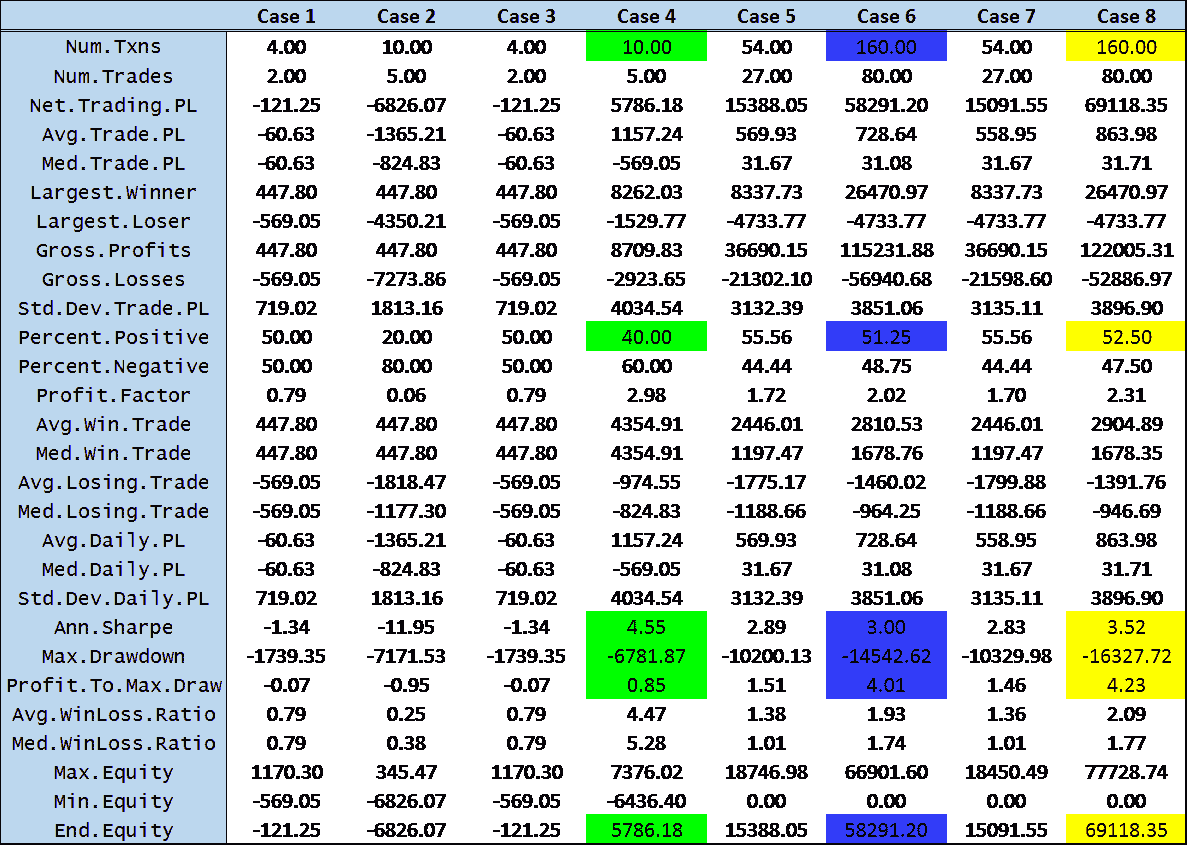 Case 1 Case 2 Case 3 Case 4 Case 5 Case 6 Case 7 Case 8
Num.Txns 4.00 10.00 4.00 10.00 54.00 160.00 54.00 160.00
Num.Trades 2.00 5.00 2.00 5.00 27.00 80.00 27.00 80.00
Net.Trading.PL -121.25 -6826.07 -121.25 5786.18 15388.05 58291.20 15091.55 69118.35
Avg.Trade.PL -60.63 -1365.21 -60.63 1157.24 569.93 728.64 558.95 863.98
Med.Trade.PL -60.63 -824.83 -60.63 -569.05 31.67 31.08 31.67 31.71
Largest.Winner 447.80 447.80 447.80 8262.03 8337.73 26470.97 8337.73 26470.97
Largest.Loser -569.05 -4350.21 -569.05 -1529.77 -4733.77 -4733.77 -4733.77 -4733.77
Gross.Profits 447.80 447.80 447.80 8709.83 36690.15 115231.88 36690.15 122005.31
Gross.Losses -569.05 -7273.86 -569.05 -2923.65 -21302.10 -56940.68 -21598.60 -52886.97
Std.Dev.Trade.PL 719.02 1813.16 719.02 4034.54 3132.39 3851.06 3135.11 3896.90
Percent.Positive 50.00 20.00 50.00 40.00 55.56 51.25 55.56 52.50
Percent.Negative 50.00 80.00 50.00 60.00 44.44 48.75 44.44 47.50
Profit.Factor 0.79 0.06 0.79 2.98 1.72 2.02 1.70 2.31
Avg.Win.Trade 447.80 447.80 447.80 4354.91 2446.01 2810.53 2446.01 2904.89
Med.Win.Trade 447.80 447.80 447.80 4354.91 1197.47 1678.76 1197.47 1678.35
Avg.Losing.Trade -569.05 -1818.47 -569.05 -974.55 -1775.17 -1460.02 -1799.88 -1391.76
Med.Losing.Trade -569.05 -1177.30 -569.05 -824.83 -1188.66 -964.25 -1188.66 -946.69
Avg.Daily.PL -60.63 -1365.21 -60.63 1157.24 569.93 728.64 558.95 863.98
Med.Daily.PL -60.63 -824.83 -60.63 -569.05 31.67 31.08 31.67 31.71
Std.Dev.Daily.PL 719.02 1813.16 719.02 4034.54 3132.39 3851.06 3135.11 3896.90
Ann.Sharpe -1.34 -11.95 -1.34 4.55 2.89 3.00 2.83 3.52
Max.Drawdown -1739.35 -7171.53 -1739.35 -6781.87 -10200.13 -14542.62 -10329.98 -16327.72
Profit.To.Max.Draw -0.07 -0.95 -0.07 0.85 1.51 4.01 1.46 4.23
Avg.WinLoss.Ratio 0.79 0.25 0.79 4.47 1.38 1.93 1.36 2.09
Med.WinLoss.Ratio 0.79 0.38 0.79 5.28 1.01 1.74 1.01 1.77
Max.Equity 1170.30 345.47 1170.30 7376.02 18746.98 66901.60 18450.49 77728.74
Min.Equity -569.05 -6826.07 -569.05 -6436.40 0.00 0.00 0.00 0.00
End.Equity -121.25 -6826.07 -121.25 5786.18 15388.05 58291.20 15091.55 69118.35